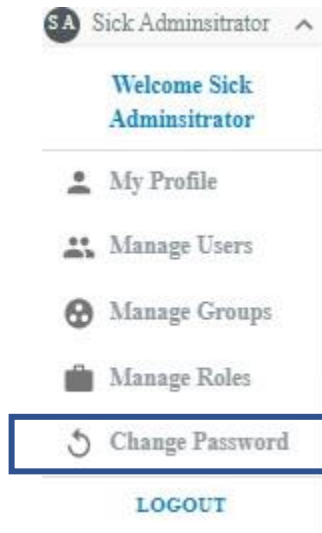 SA Sick Adminsitrator
Welcome Sick
Adminsitrator
My Profile
Manage Users
Manage Groups
Manage Roles
Change Password
LOGOUT